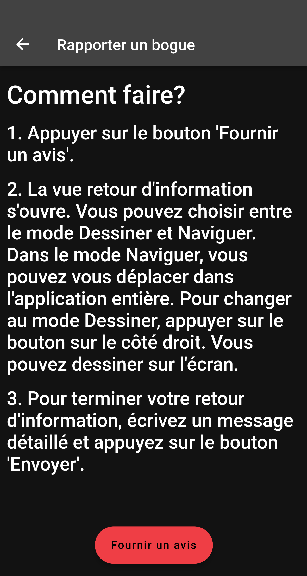 Rapporter un bogue
Comment faire?
1. Appuyer sur le bouton 'Fournir
un avis'.
2. La vue retour d'information
s'ouvre. Vous pouvez choisir entre
le mode Dessiner et Naviguer.
Dans le mode Naviguer, vous
pouvez vous déplacer dans
l'application entière. Pour changer
au mode Dessiner, appuyer sur le
bouton sur le côté droit. Vous
pouvez dessiner sur l'écran.
3. Pour terminer votre retour
d'information, écrivez un message
détaillé et appuyez sur le bouton
'Envoyer'.
Fournir un avis